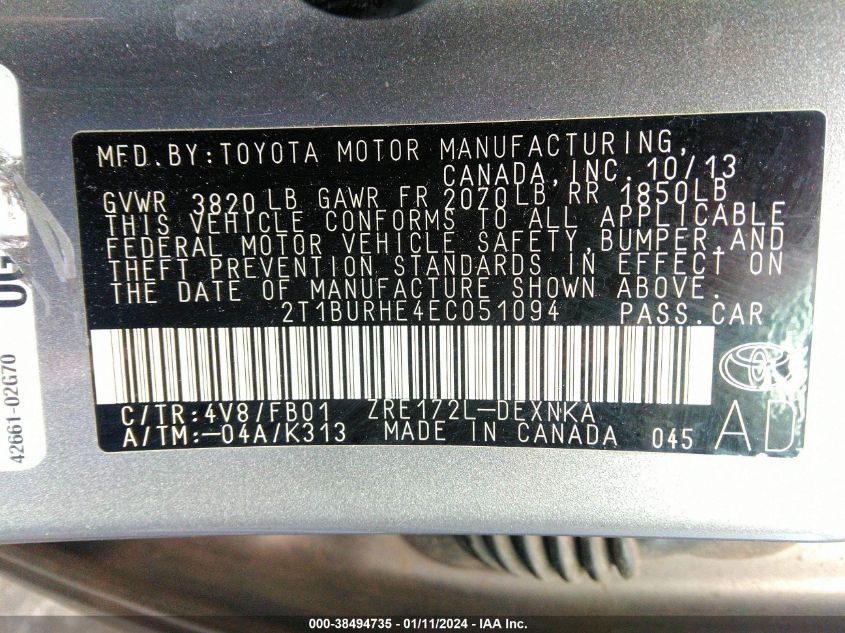 MFD.BY:TOYOTA MOTOR MANUFACTURING,
CANADA,INC. 10/13
GVWR 3820 LB GAWR FR 2070LB RR 1850LB
THIS VEHICLE CONFORMS TO ALL APPLICABLE
FEDERAL MOTOR VEHICLE SAFETY,BUMPER,AND
THEFT PREVENTION STANDARDS IN EFFECT ON
THE DATE OF MANUFACTURE SHOWN ABOVE.
2T1BURHE4EC051094 PASS.CAR
C/TR:4V8/FB01 ZRE172L-DEXNKA
A/TM:-04A/K313 MADE IN CANADA 045 AD
42661-02G70
000-38494735 - 01/11/2024 - IAA Inc.